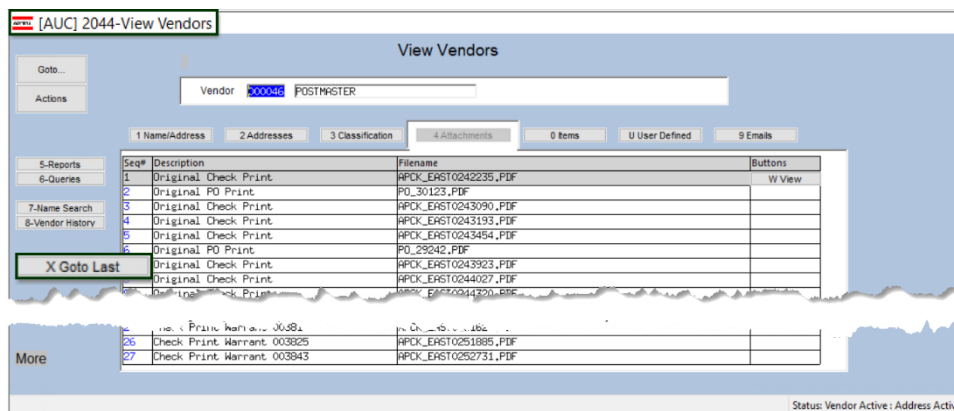 [AUC] 2044-View Vendors
View Vendors
Goto...
Actions
Vendor 000046 POSTMASTER
1 Name/Address 2 Addresses 3 Classification 4 Attachments 0 Items U User Defined 9 Emails
5-Reports
6-Queries
7-Name Search
8-Vendor History
X Goto Last
Seq# Description Filename Buttons
1 Original Check Print APCK_EAST0242235.PDF W View
2 Original PO Print PO_30123.PDF
3 Original Check Print APCK_EAST0243090.PDF
4 Original Check Print APCK_EAST0243193.PDF
5 Original Check Print APCK_EAST0243454.PDF
6 Original PO Print PO_29242.PDF
Original Check Print APCK_EAST0243923.PDF
Original Check Print APCK_EAST0244027.PDF
26 Check Print Warrant 003825 APCK_EAST0251885.PDF
27 Check Print Warrant 003843 APCK_EAST0252731.PDF
More
Status: Vendor Active : Address Activ